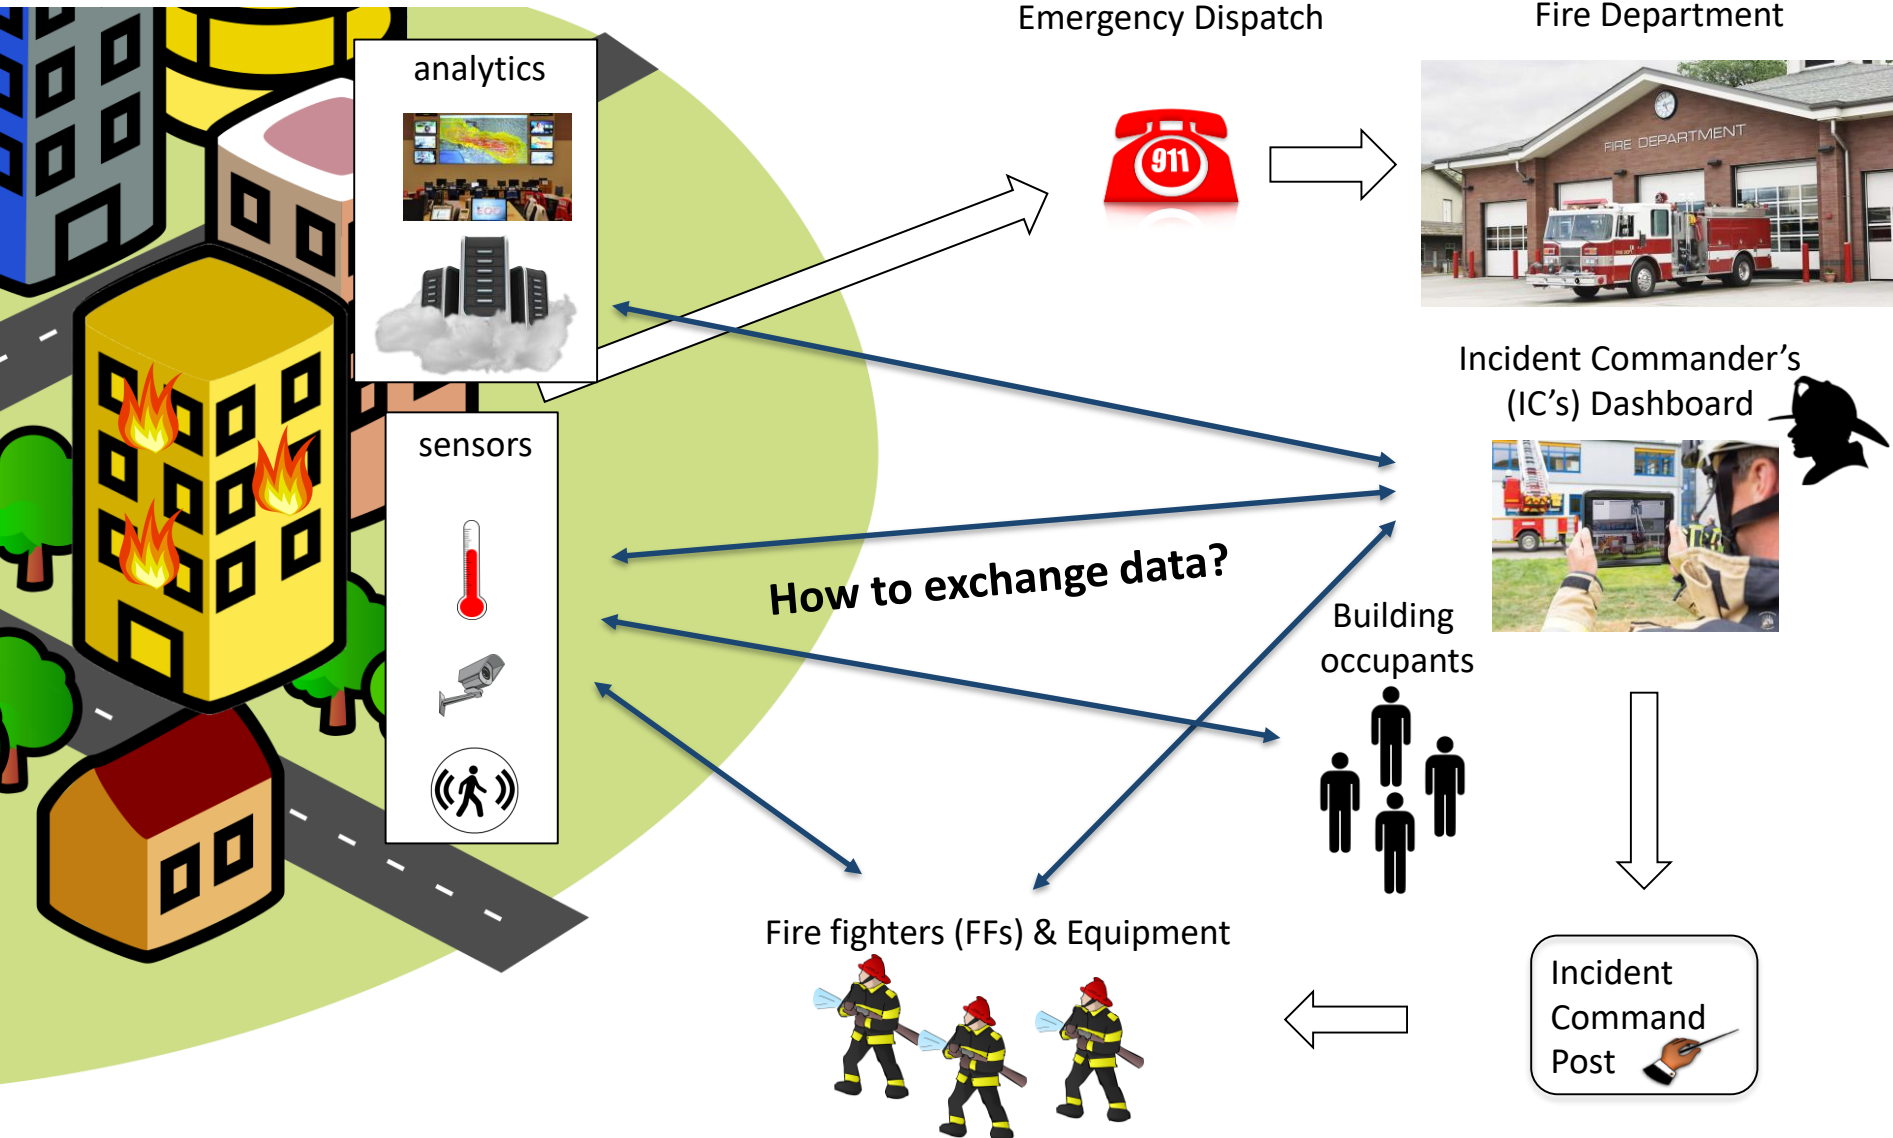 Emergency Dispatch
Fire Department
analytics
911
FIRE DEPARTMENT
Incident Commander's
(IC's) Dashboard
sensors
How to exchange data?
Building
occupants
Fire fighters (FFs) & Equipment
Incident
Command
Post